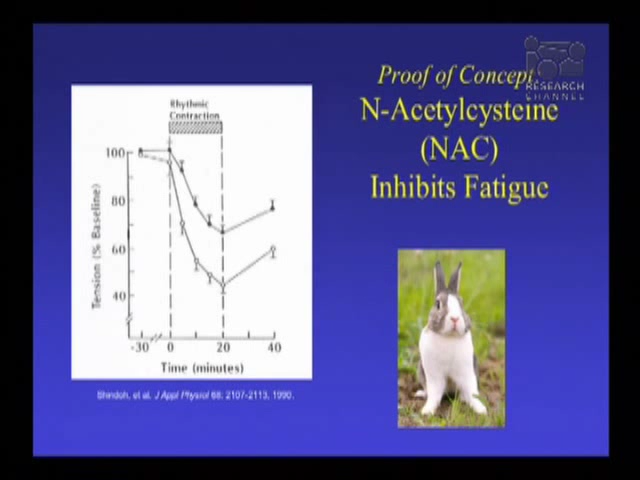 Proof of Concept:
N-Acetylcysteine
(NAC)
Inhibits Fatigue
RESEARCH
CHANNEL
Rhythmic
Contraction
100
80
60
40
Tension (% Baseline)
-30 0 20 40
Time (minutes)
Shindoh, et al. J Appl Physiol 68: 2107-2113, 1990.